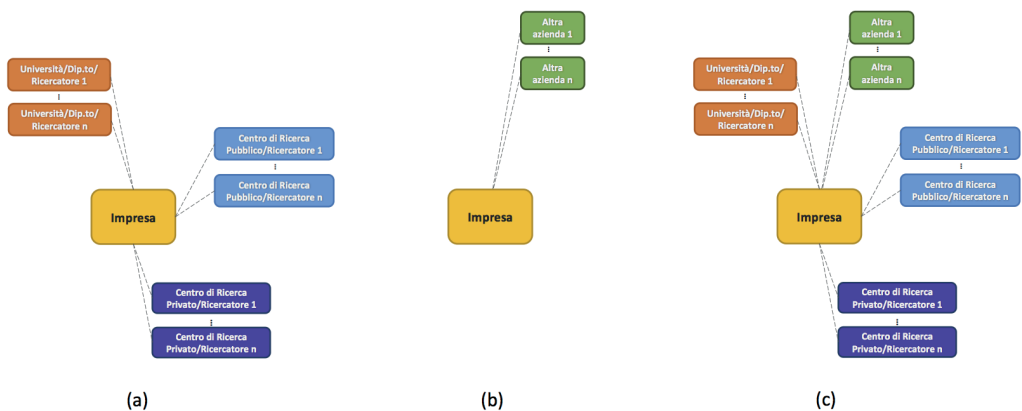 Università/Dip.to/
Ricercatore 1
Università/Dip.to/
Ricercatore n
Centro di Ricerca
Pubblico/Ricercatore 1
Centro di Ricerca
Pubblico/Ricercatore n
Impresa
Centro di Ricerca
Privato/Ricercatore 1
Centro di Ricerca
Privato/Ricercatore n
(a)
Altra
azienda 1
Altra
azienda n
Impresa
(b)
Altra
azienda 1
Altra
azienda n
Università/Dip.to/
Ricercatore 1
Università/Dip.to/
Ricercatore n
Centro di Ricerca
Pubblico/Ricercatore 1
Centro di Ricerca
Pubblico/Ricercatore n
Impresa
Centro di Ricerca
Privato/Ricercatore 1
Centro di Ricerca
Privato/Ricercatore n
(c)